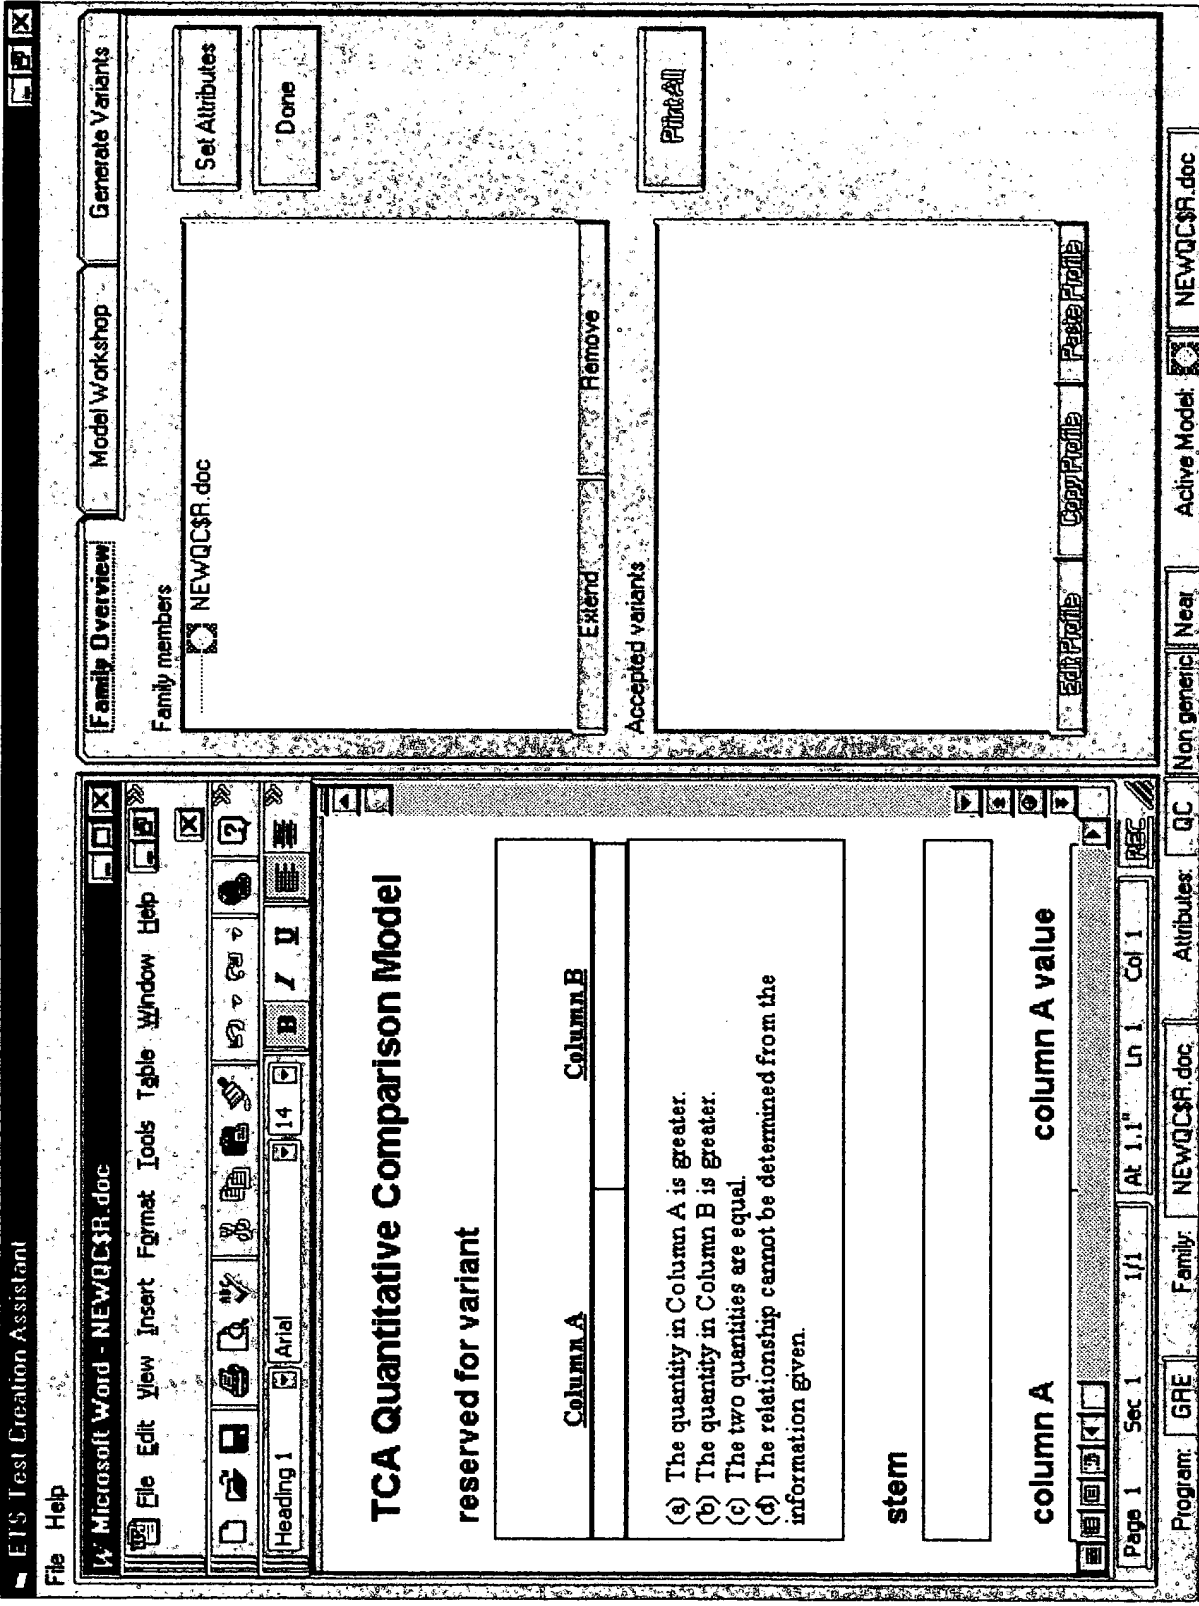 ETS Test Creation Assistant
File Help
Microsoft Word - NEWQC$R.doc
File Edit View Insert Format Tools Table Window Help
Heading 1 Arial 14 B I U
TCA Quantitative Comparison Model
reserved for variant
Column A Column B
(a) The quantity in Column A is greater.
(b) The quantity in Column B is greater.
(c) The two quantities are equal.
(d) The relationship cannot be determined from the
information given.
stem
column A column A value
Page 1 Sec 1 1/1 At 1.1" Ln 1 Col 1 REC
Family Overview Model Workshop Generate Variants
Family members
NEWQC$R.doc
Set Attributes
Done
Extend Remove
Accepted variants
Print All
Edit Profile Copy Profile Paste Profile
Program: GRE Family: NEWQC$R.doc Attributes: QC Non generic Near Active Model: NEWQC$R.doc